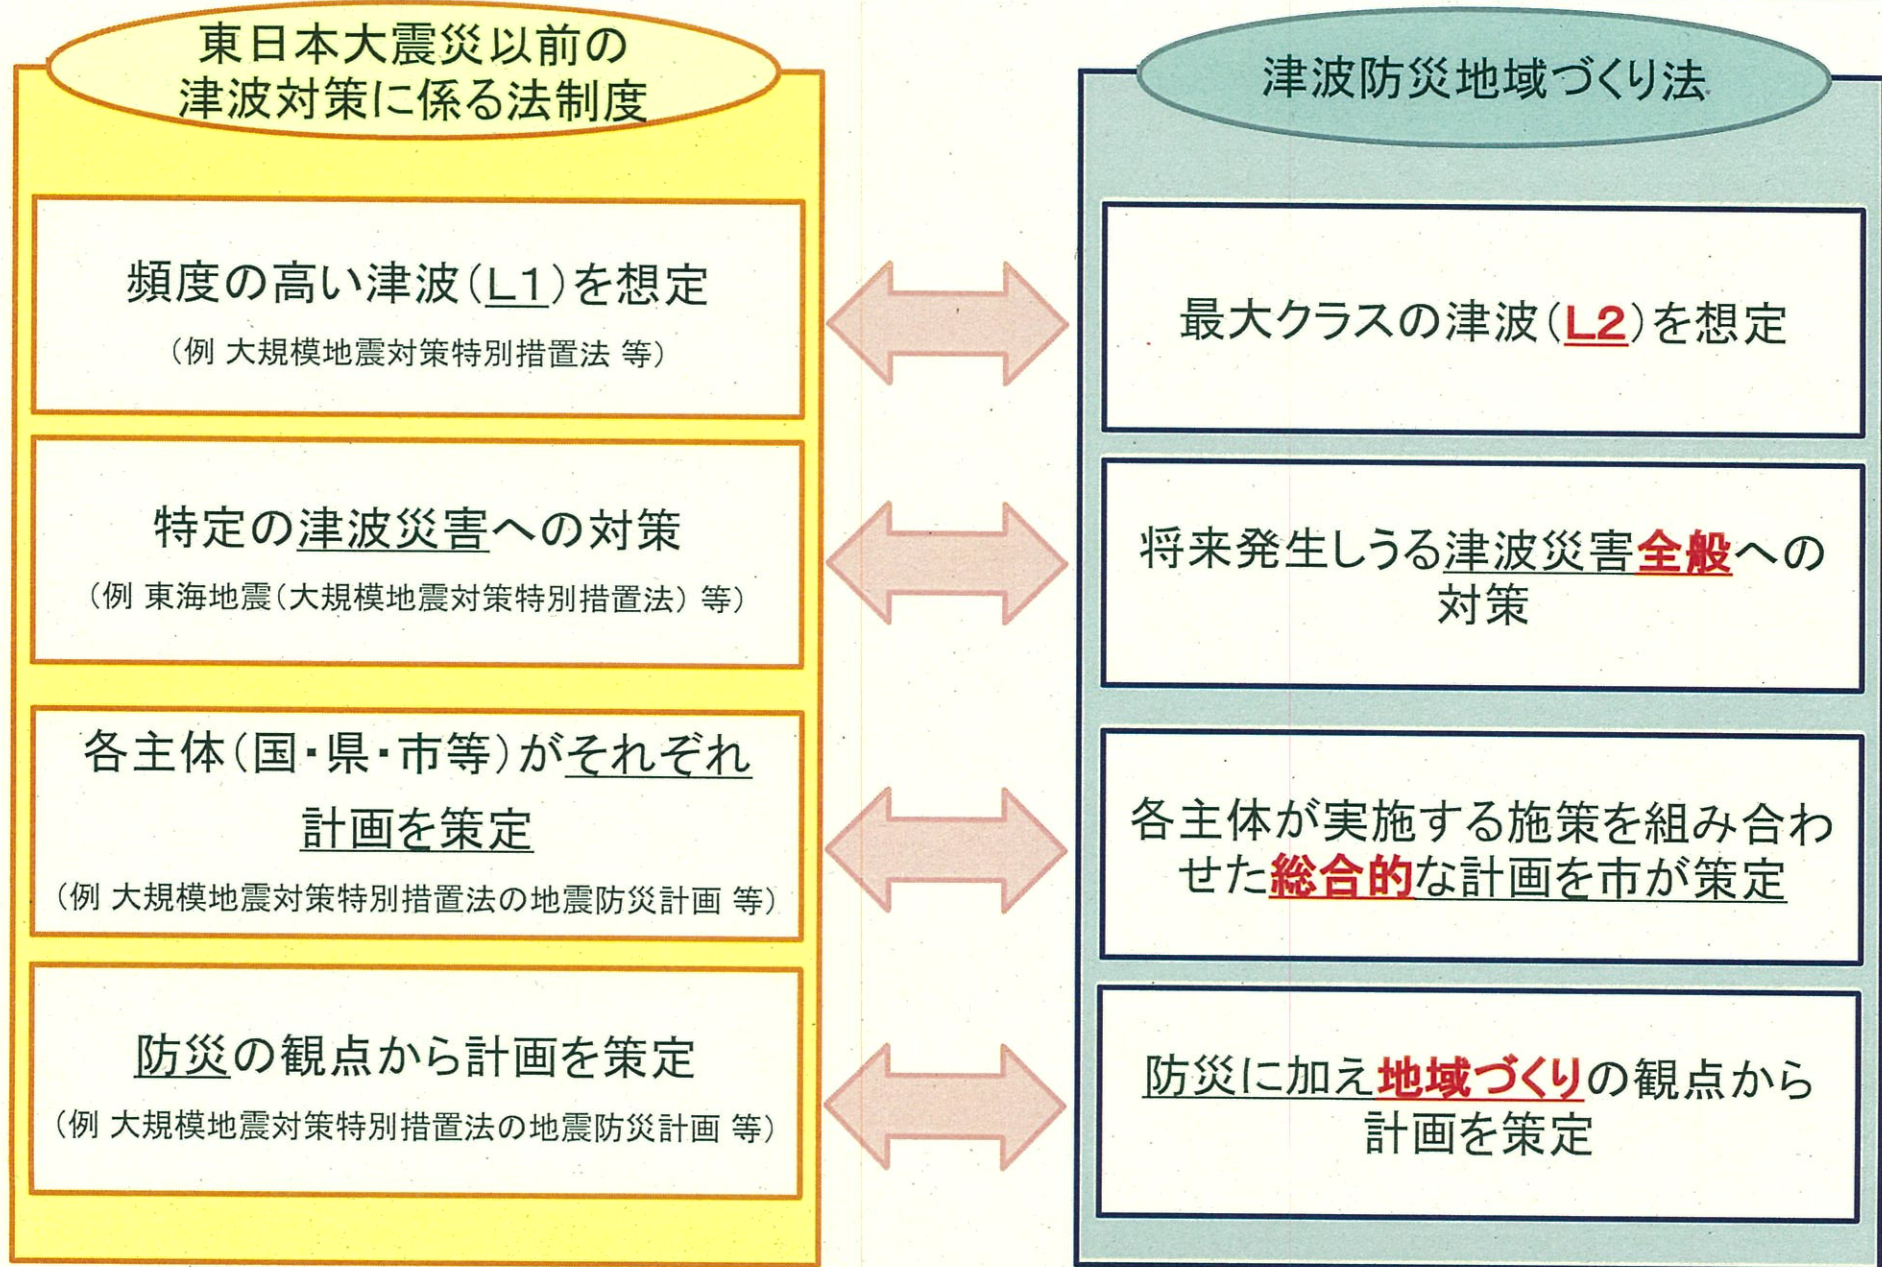 東日本大震災以前の
津波対策に係る法制度
頻度の高い津波(L1)を想定
(例 大規模地震対策特別措置法 等)
特定の津波災害への対策
(例 東海地震(大規模地震対策特別措置法) 等)
各主体(国・県・市等)がそれぞれ
計画を策定
(例 大規模地震対策特別措置法の地震防災計画 等)
防災の観点から計画を策定
(例 大規模地震対策特別措置法の地震防災計画 等)
津波防災地域づくり法
最大クラスの津波(L2)を想定
将来発生しうる津波災害全般への
対策
各主体が実施する施策を組み合わ
せた総合的な計画を市が策定
防災に加え地域づくりの観点から
計画を策定